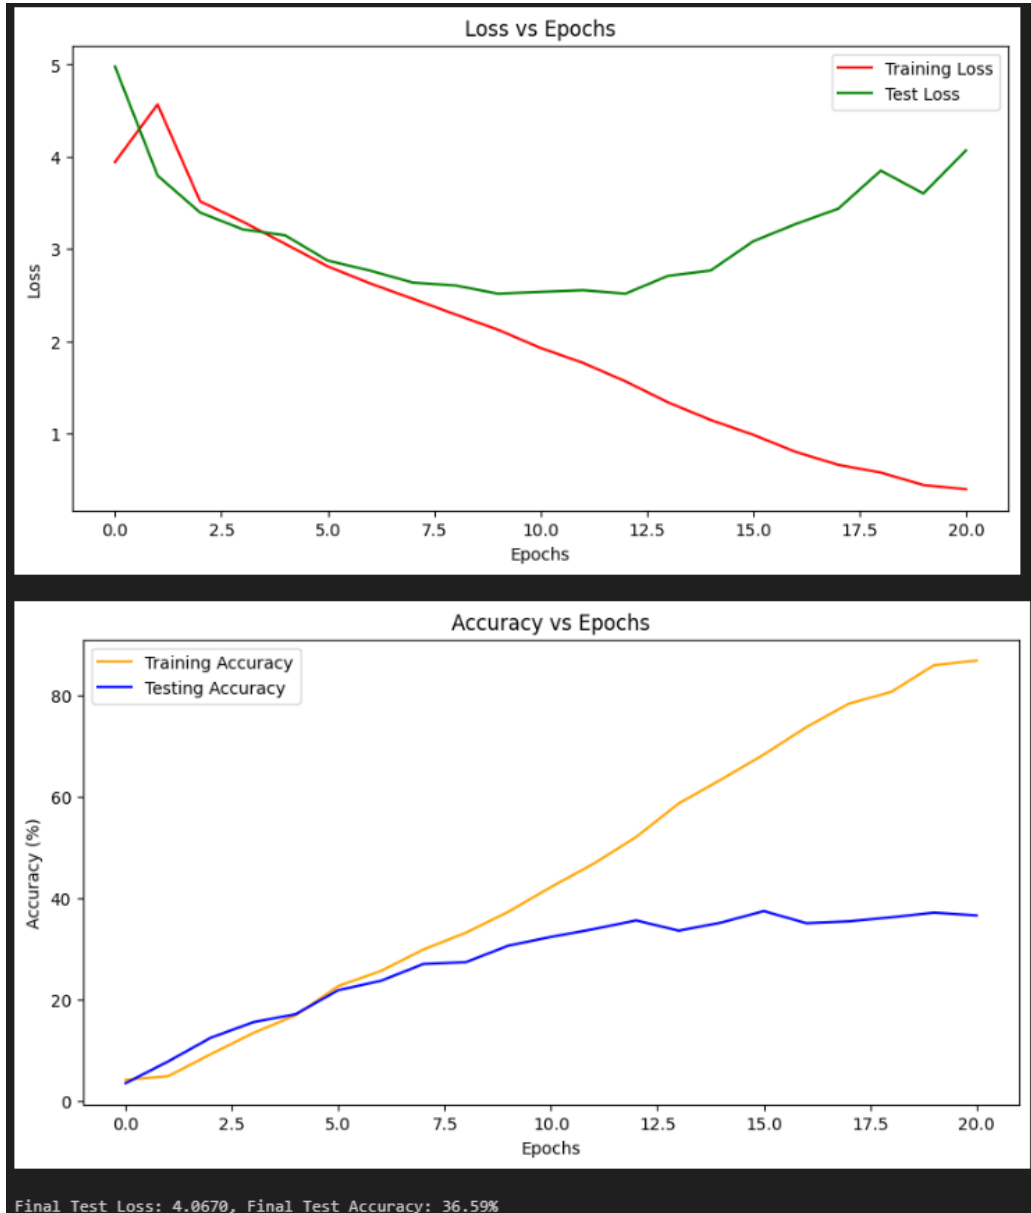 Loss vs Epochs
Training Loss
Test Loss
5
4
3
2
1
Loss
0.0 2.5 5.0 7.5 10.0 12.5 15.0 17.5 20.0
Epochs
Accuracy vs Epochs
Training Accuracy
Testing Accuracy
80
60
40
20
0
Accuracy (%)
0.0 2.5 5.0 7.5 10.0 12.5 15.0 17.5 20.0
Epochs
Final Test Loss: 4.0670, Final Test Accuracy: 36.59%